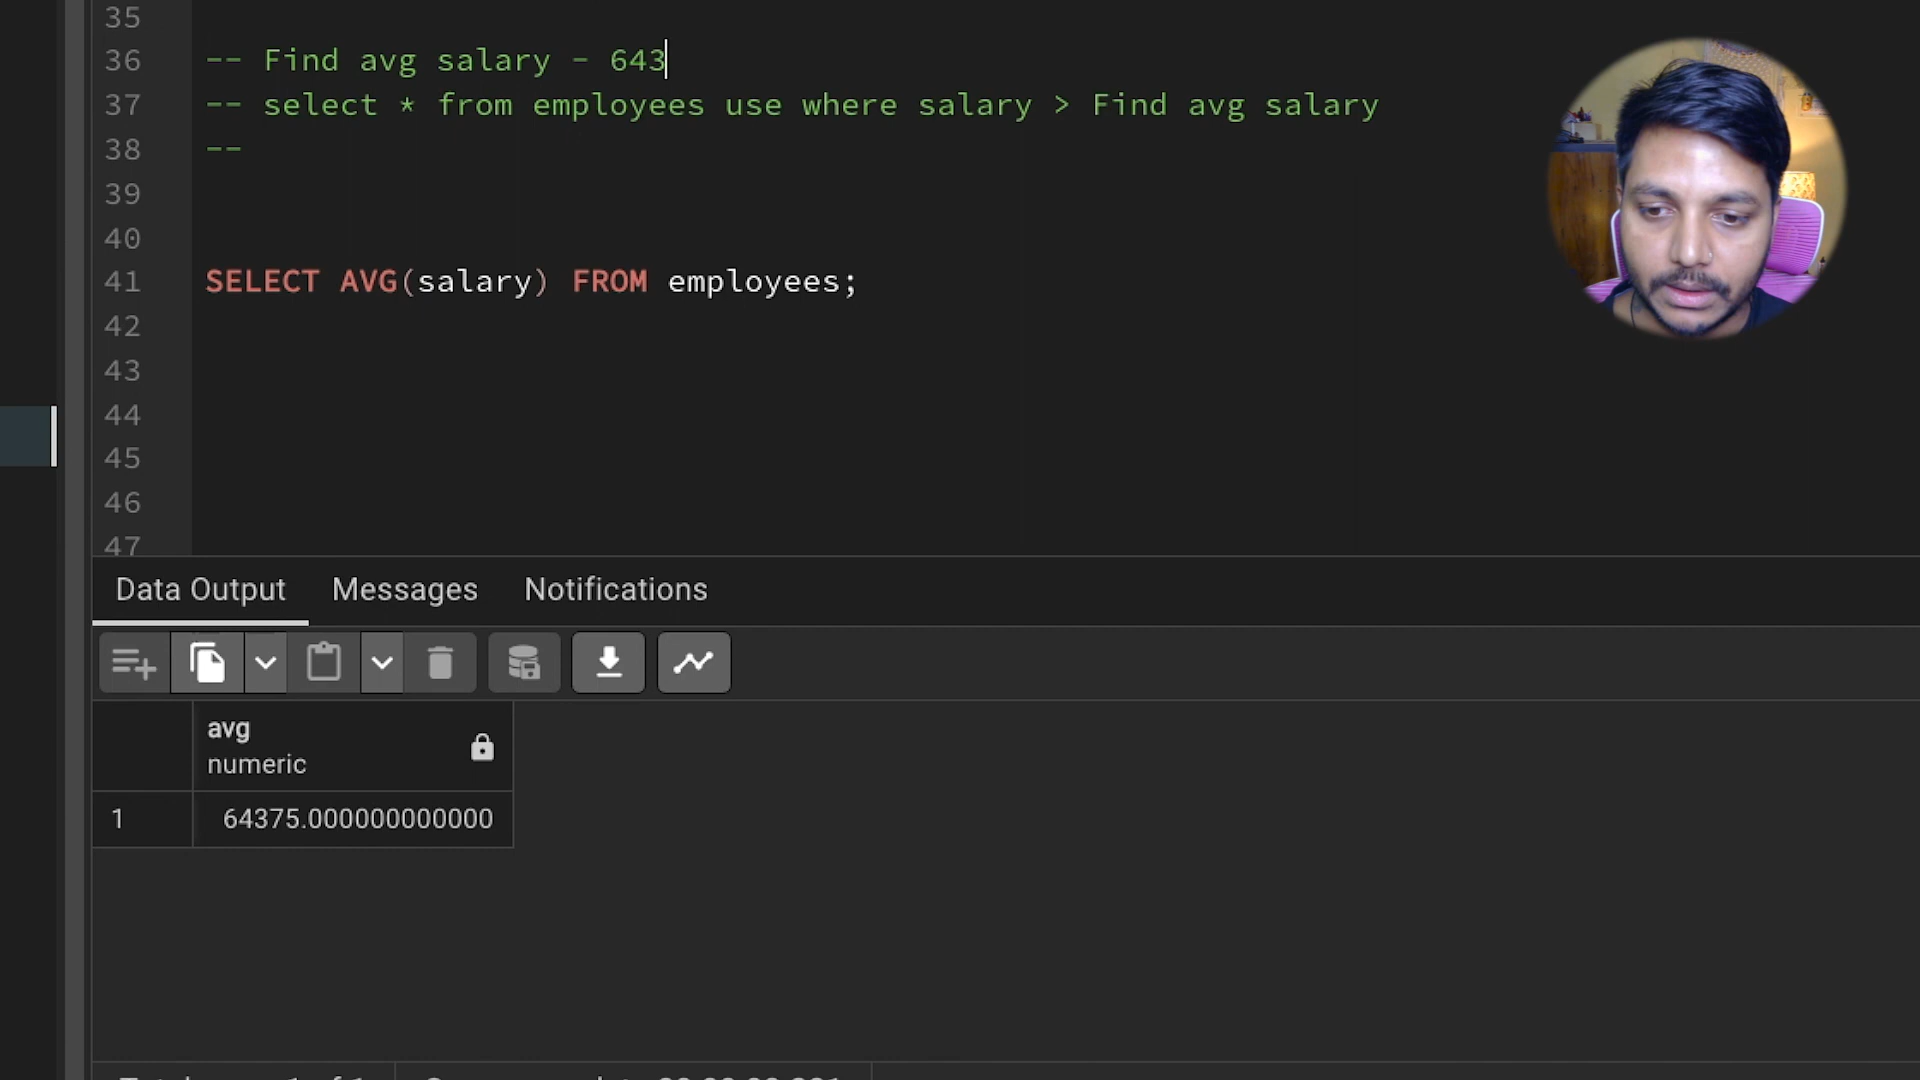 35
36 -- Find avg salary - 643
37 -- select * from employees use where salary > Find avg salary
38 --
39
40
41 SELECT AVG(salary) FROM employees;
42
43
44
45
46
47
Data Output Messages Notifications
avg
numeric
1 64375.000000000000